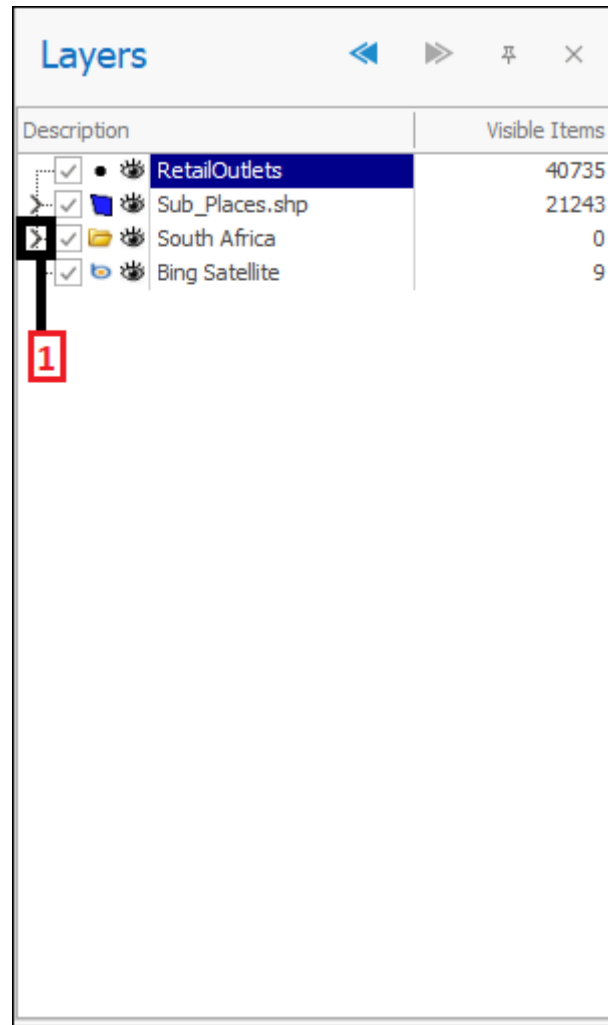 Layers
Description Visible Items
RetailOutlets 40735
Sub_Places.shp 21243
South Africa 0
Bing Satellite 9
1